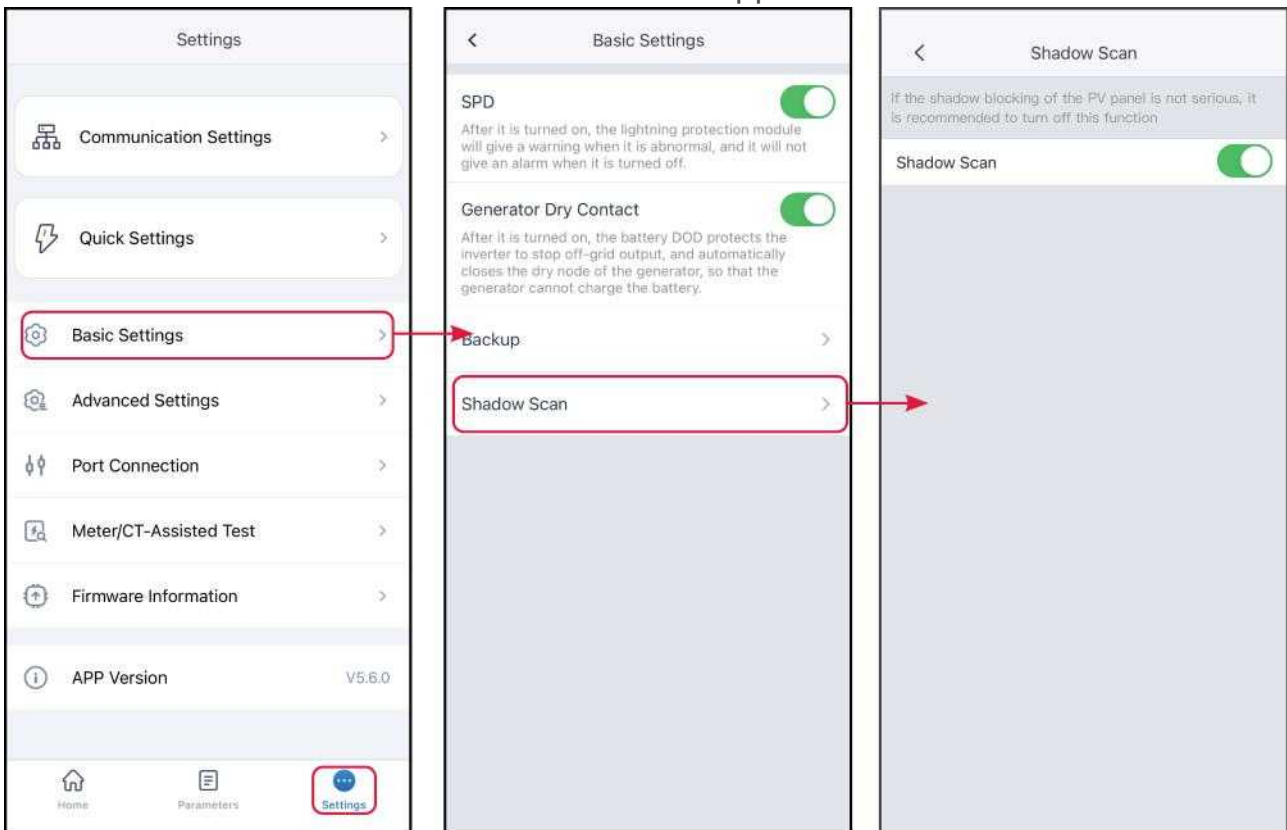 Settings
Communication Settings
Quick Settings
Basic Settings
Advanced Settings
Port Connection
Meter/CT-Assisted Test
Firmware Information
APP Version V5.6.0
Home Parameters Settings
Basic Settings
SPD
After it is turned on, the lightning protection module
will give a warning when it is abnormal, and it will not
give an alarm when it is turned off.
Generator Dry Contact
After it is turned on, the battery DOD protects the
inverter to stop off-grid output, and automatically
closes the dry node of the generator, so that the
generator cannot charge the battery.
Backup
Shadow Scan
Shadow Scan
If the shadow blocking of the PV panel is not serious, it
is recommended to turn off this function
Shadow Scan